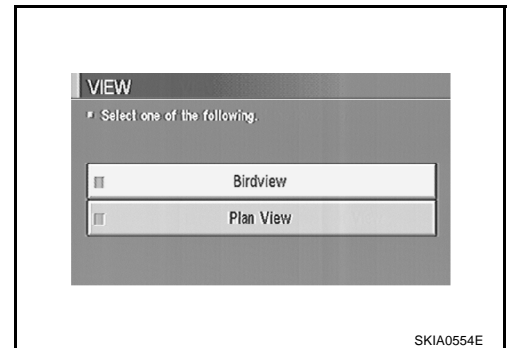 VIEW
Select one of the following.
Birdview
Plan View
SKIA0554E